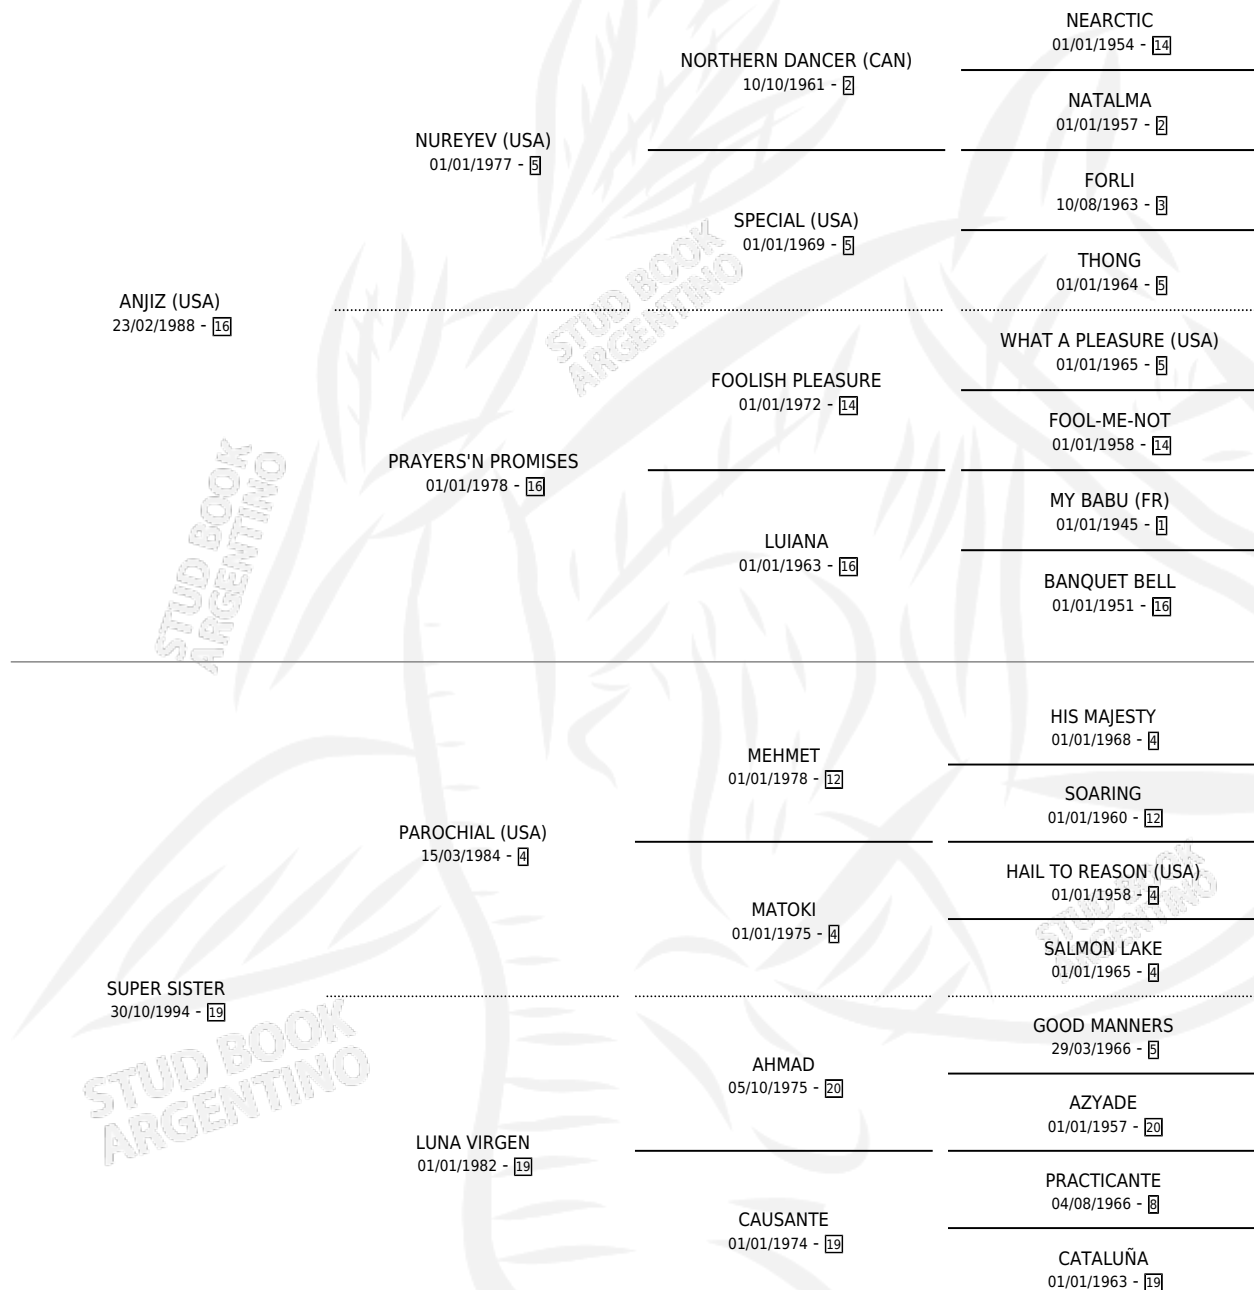 NEARCTIC
01/01/1954 - 14
NORTHERN DANCER (CAN)
10/10/1961 - 2
NATALMA
01/01/1957 - 2
NUREYEV (USA)
01/01/1977 - 5
FORLI
10/08/1963 - 3
SPECIAL (USA)
01/01/1969 - 5
THONG
01/01/1964 - 5
ANJIZ (USA)
23/02/1988 - 16
WHAT A PLEASURE (USA)
01/01/1965 - 5
FOOLISH PLEASURE
01/01/1972 - 14
FOOL-ME-NOT
01/01/1958 - 14
PRAYERS'N PROMISES
01/01/1978 - 16
MY BABU (FR)
01/01/1945 - 1
LUIANA
01/01/1963 - 16
BANQUET BELL
01/01/1951 - 16
HIS MAJESTY
01/01/1968 - 4
MEHMET
01/01/1978 - 12
SOARING
01/01/1960 - 12
PAROCHIAL (USA)
15/03/1984 - 4
HAIL TO REASON (USA)
01/01/1958 - 4
MATOKI
01/01/1975 - 4
SALMON LAKE
01/01/1965 - 4
SUPER SISTER
30/10/1994 - 19
GOOD MANNERS
29/03/1966 - 5
AHMAD
05/10/1975 - 20
AZYADE
01/01/1957 - 20
LUNA VIRGEN
01/01/1982 - 19
PRACTICANTE
04/08/1966 - 8
CAUSANTE
01/01/1974 - 19
CATALUÑA
01/01/1963 - 19
STUD BOOK
ARGENTINO
STUD BOOK
ARGENTINO
STUD BOOK
ARGENTINO
STUD BOOK
ARGENTINO